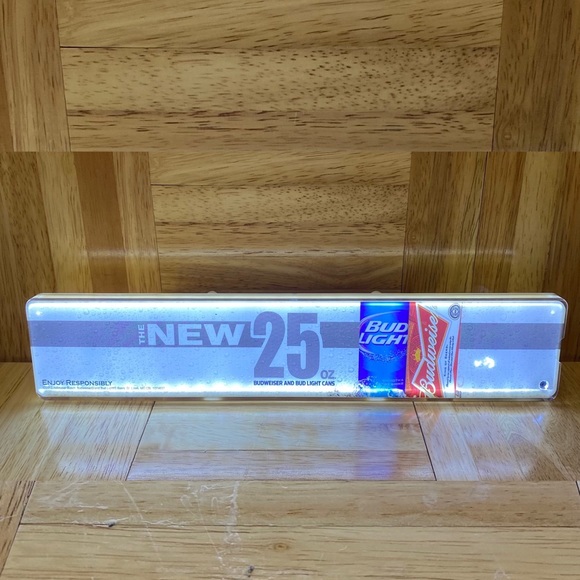 THE NEW 25 OZ.
BUDWEISER AND BUD LIGHT CANS
BUD LIGHT
Budweiser
ENJOY RESPONSIBLY